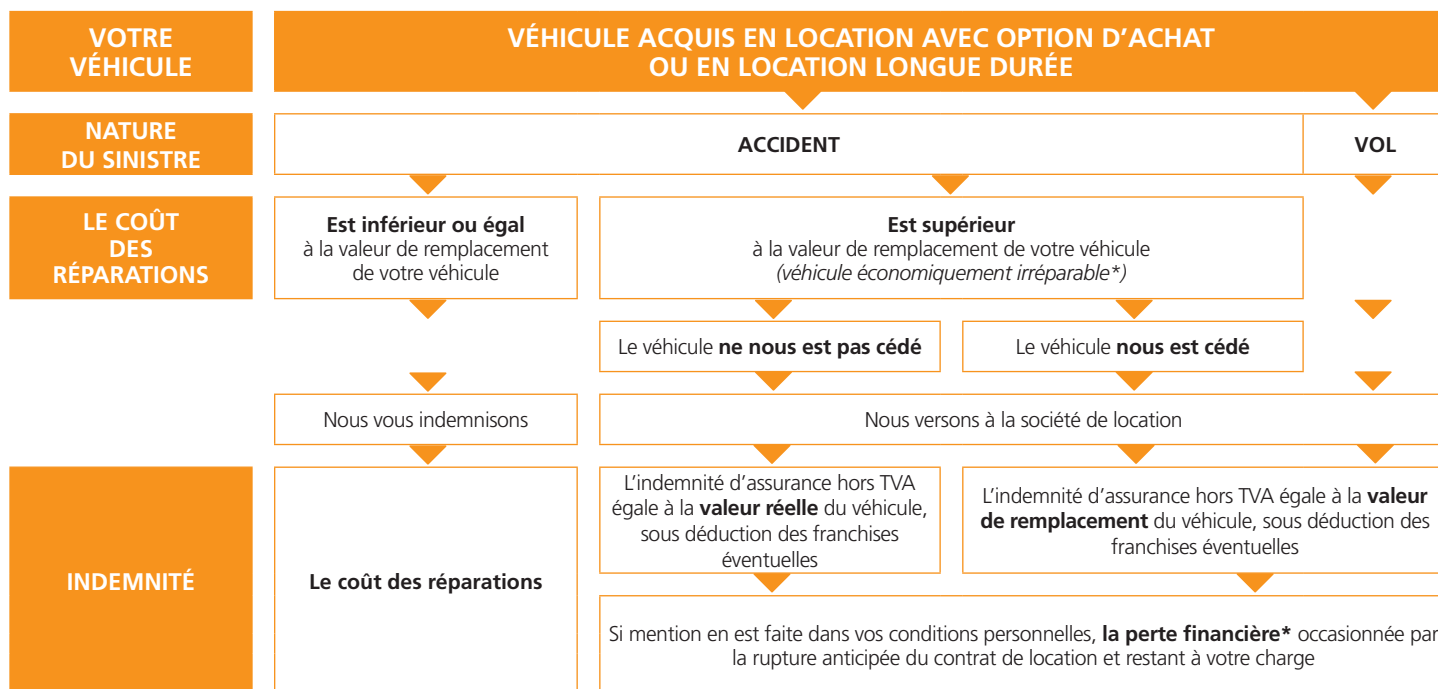 VOTRE
VÉHICULE
VÉHICULE ACQUIS EN LOCATION AVEC OPTION D’ACHAT
OU EN LOCATION LONGUE DURÉE
NATURE
DU SINISTRE
ACCIDENT
VOL
LE COÛT
DES
RÉPARATIONS
Est inférieur ou égal
à la valeur de remplacement
de votre véhicule
Est supérieur
à la valeur de remplacement de votre véhicule
(véhicule économiquement irréparable*)
Le véhicule ne nous est pas cédé
Le véhicule nous est cédé
Nous vous indemnisons
Nous versons à la société de location
INDEMNITÉ
Le coût des réparations
L’indemnité d’assurance hors TVA
égale à la valeur réelle du véhicule,
sous déduction des franchises
éventuelles
L’indemnité d’assurance hors TVA égale à la valeur
de remplacement du véhicule, sous déduction des
franchises éventuelles
Si mention en est faite dans vos conditions personnelles, la perte financière* occasionnée par
la rupture anticipée du contrat de location et restant à votre charge